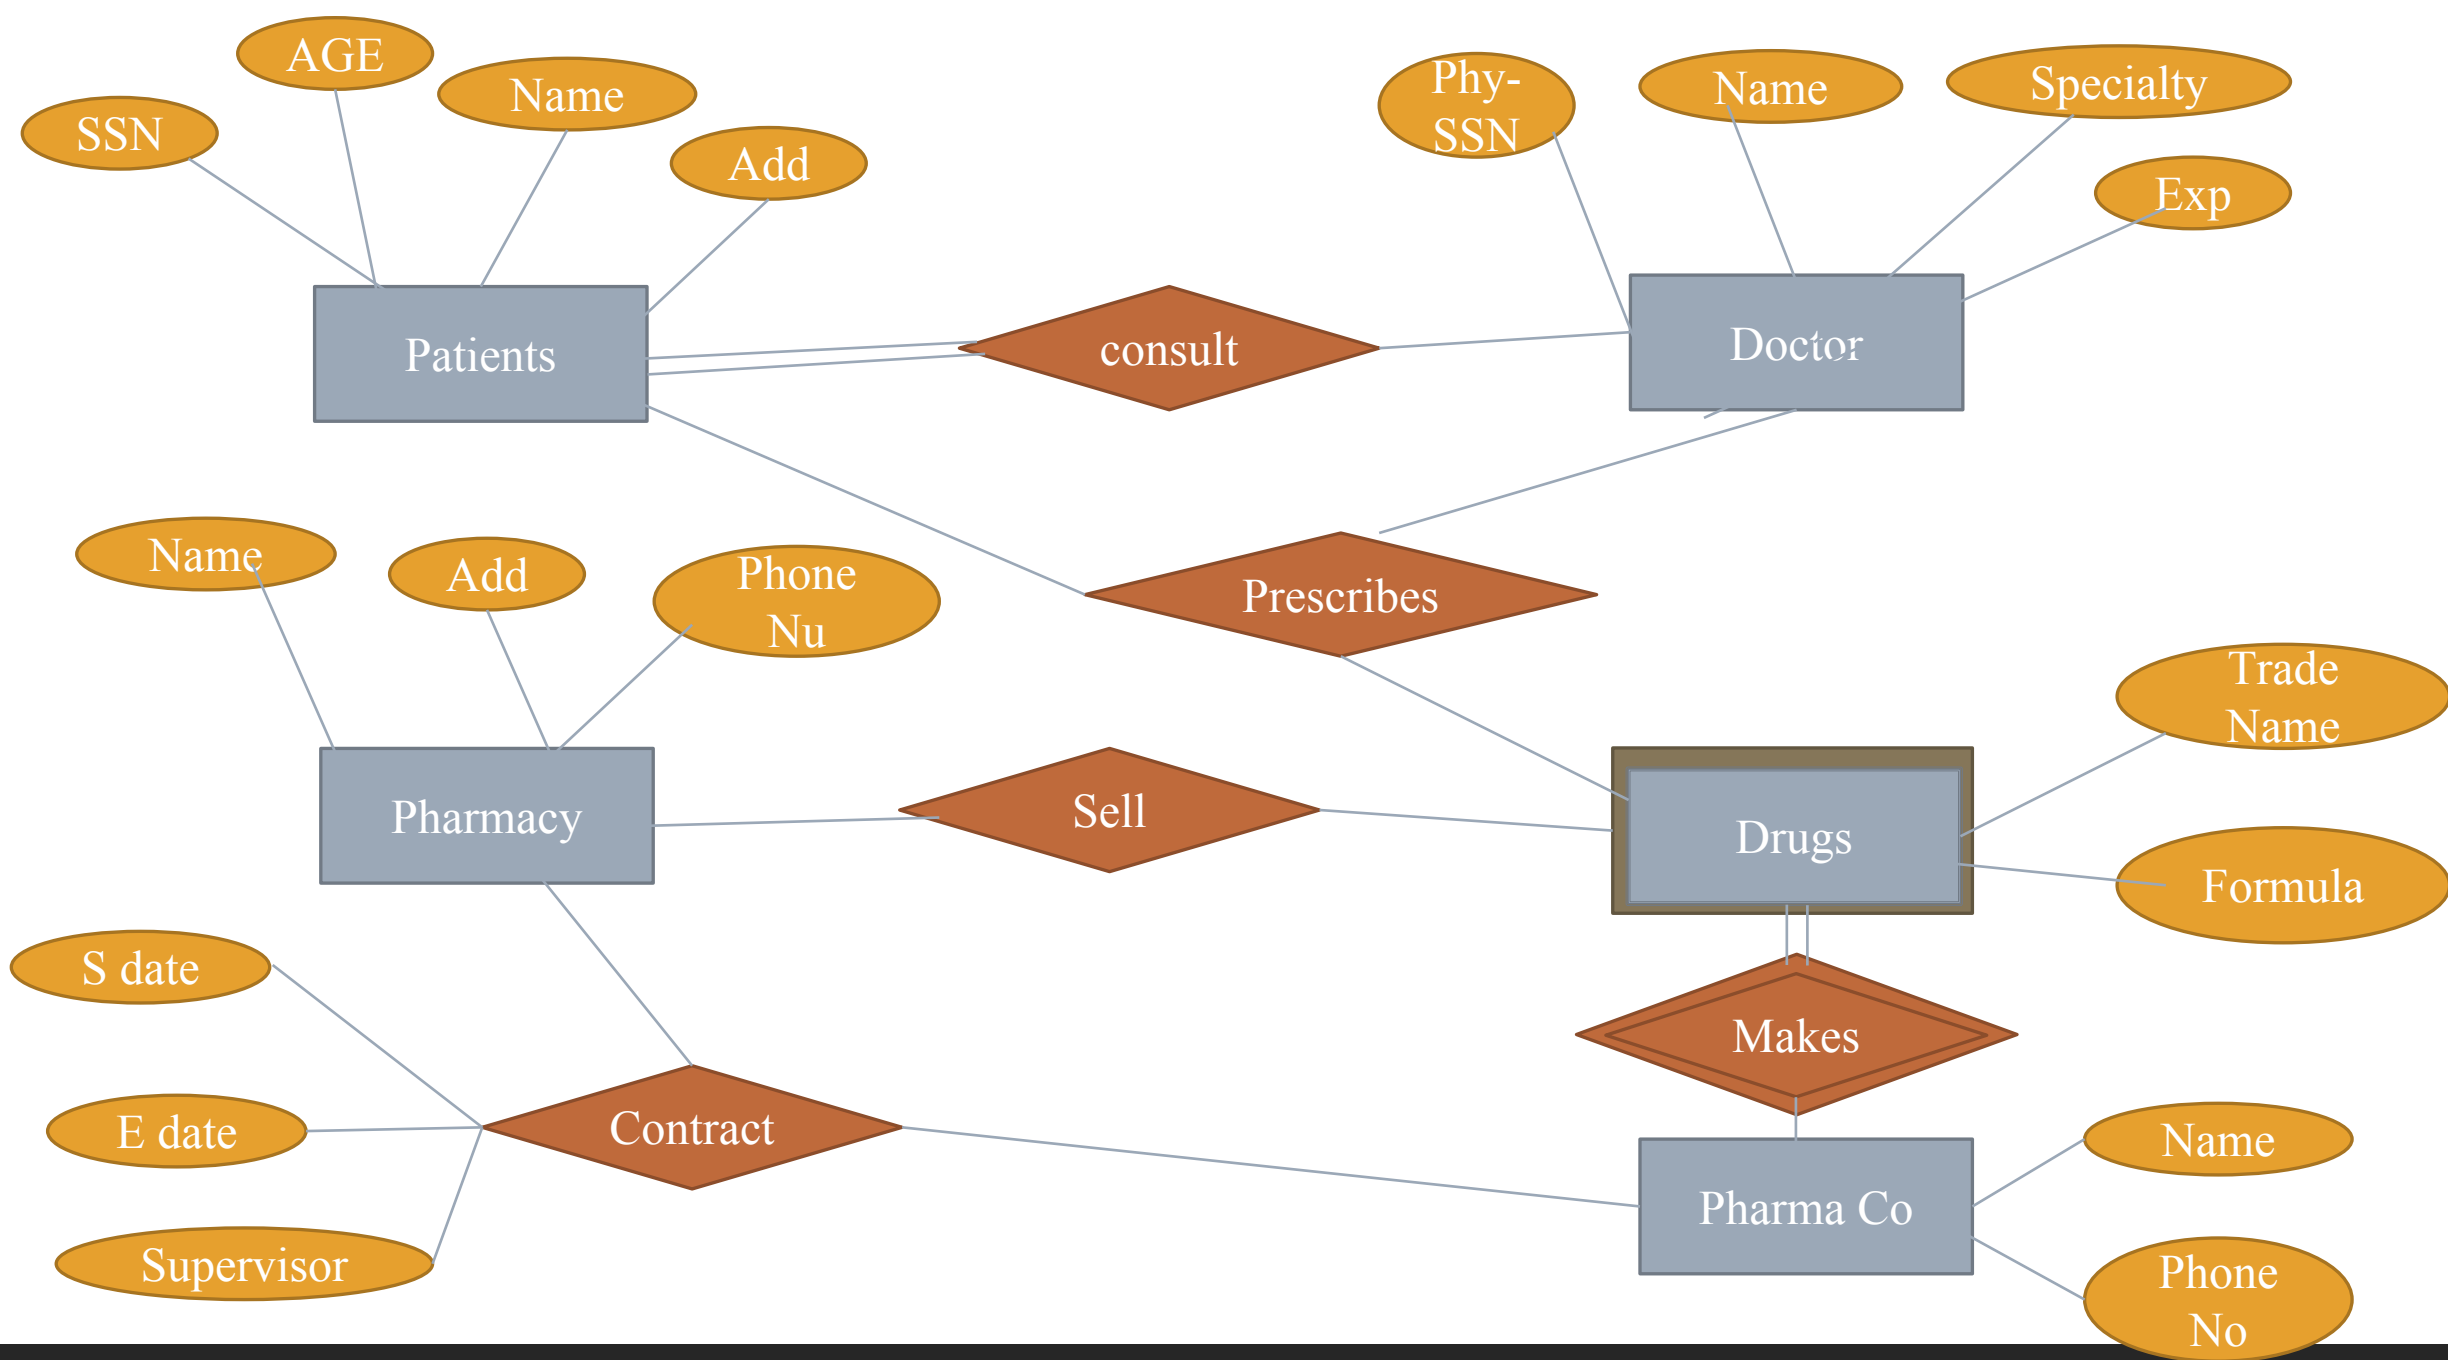 AGE
Name
SSN
Add
Phy-
SSN
Name
Specialty
Exp
Patients
consult
Doctor
Name
Add
Phone
Nu
Prescribes
Trade
Name
Pharmacy
Sell
Drugs
Formula
S date
E date
Supervisor
Contract
Makes
Pharma Co
Name
Phone
No